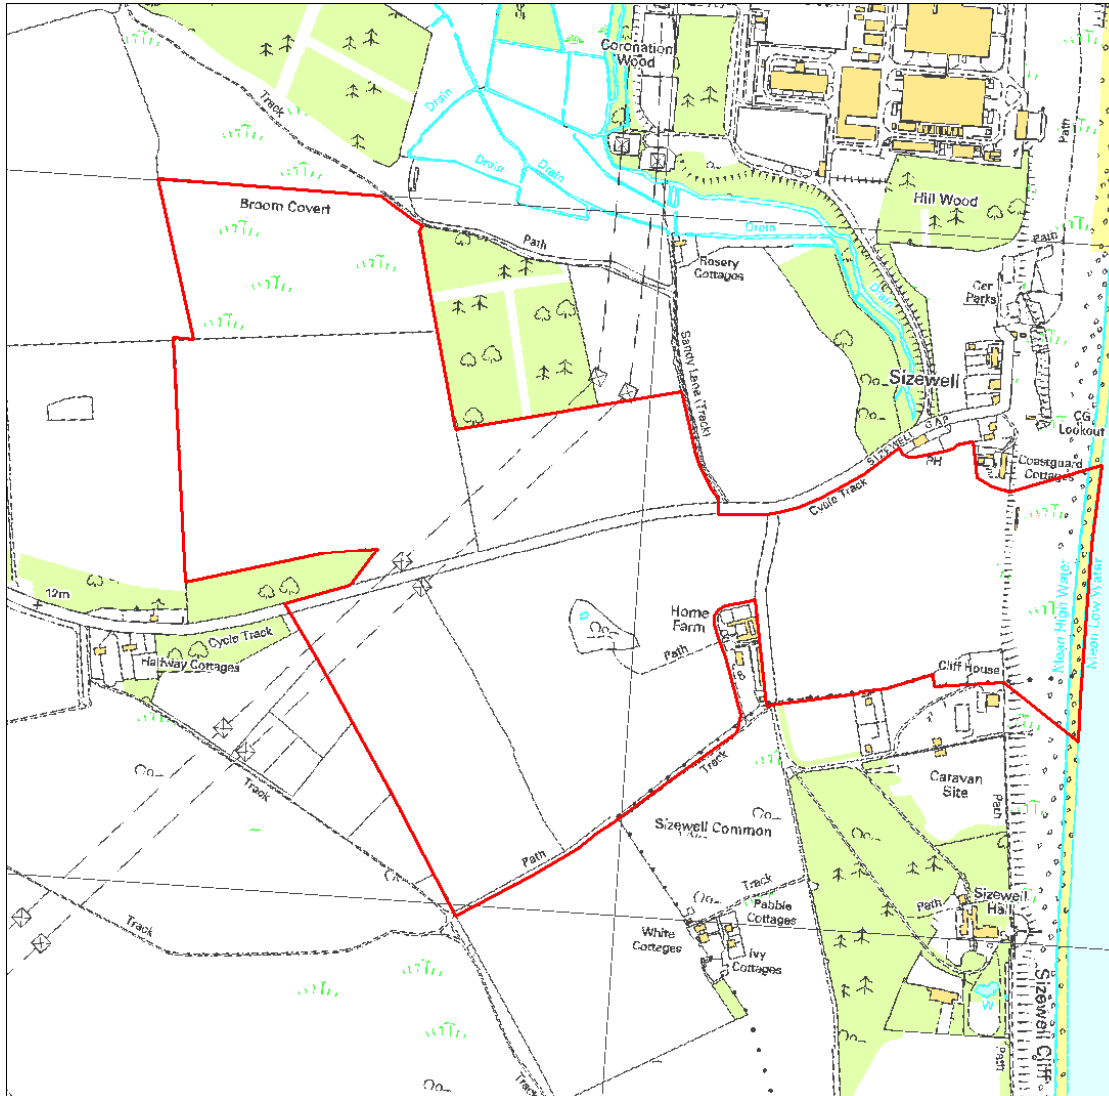 Coronation
Wood
Drain
Track
Path
Drain
Drain
Hill Wood
Broom Covert
Drain
Path
Path
Rosery
Cottages
Car
Parks
Drain
Sandy Lane (Track)
Sizewell
CG
Lookout
SIZEWELL GAP
PH
Coastguard
Cottages
Cycle Track
Mean High Water
Mean Low Water
12m
Home
Farm
Cycle Track
Path
Halfway Cottages
Cliff House
Track
Track
Caravan
Site
Path
Sizewell Common
Path
Track
Pebble
Cottages
Sizewell
Hall
Path
Track
White
Cottages
Ivy
Cottages
W
Sizewell Cliff
Path
Track